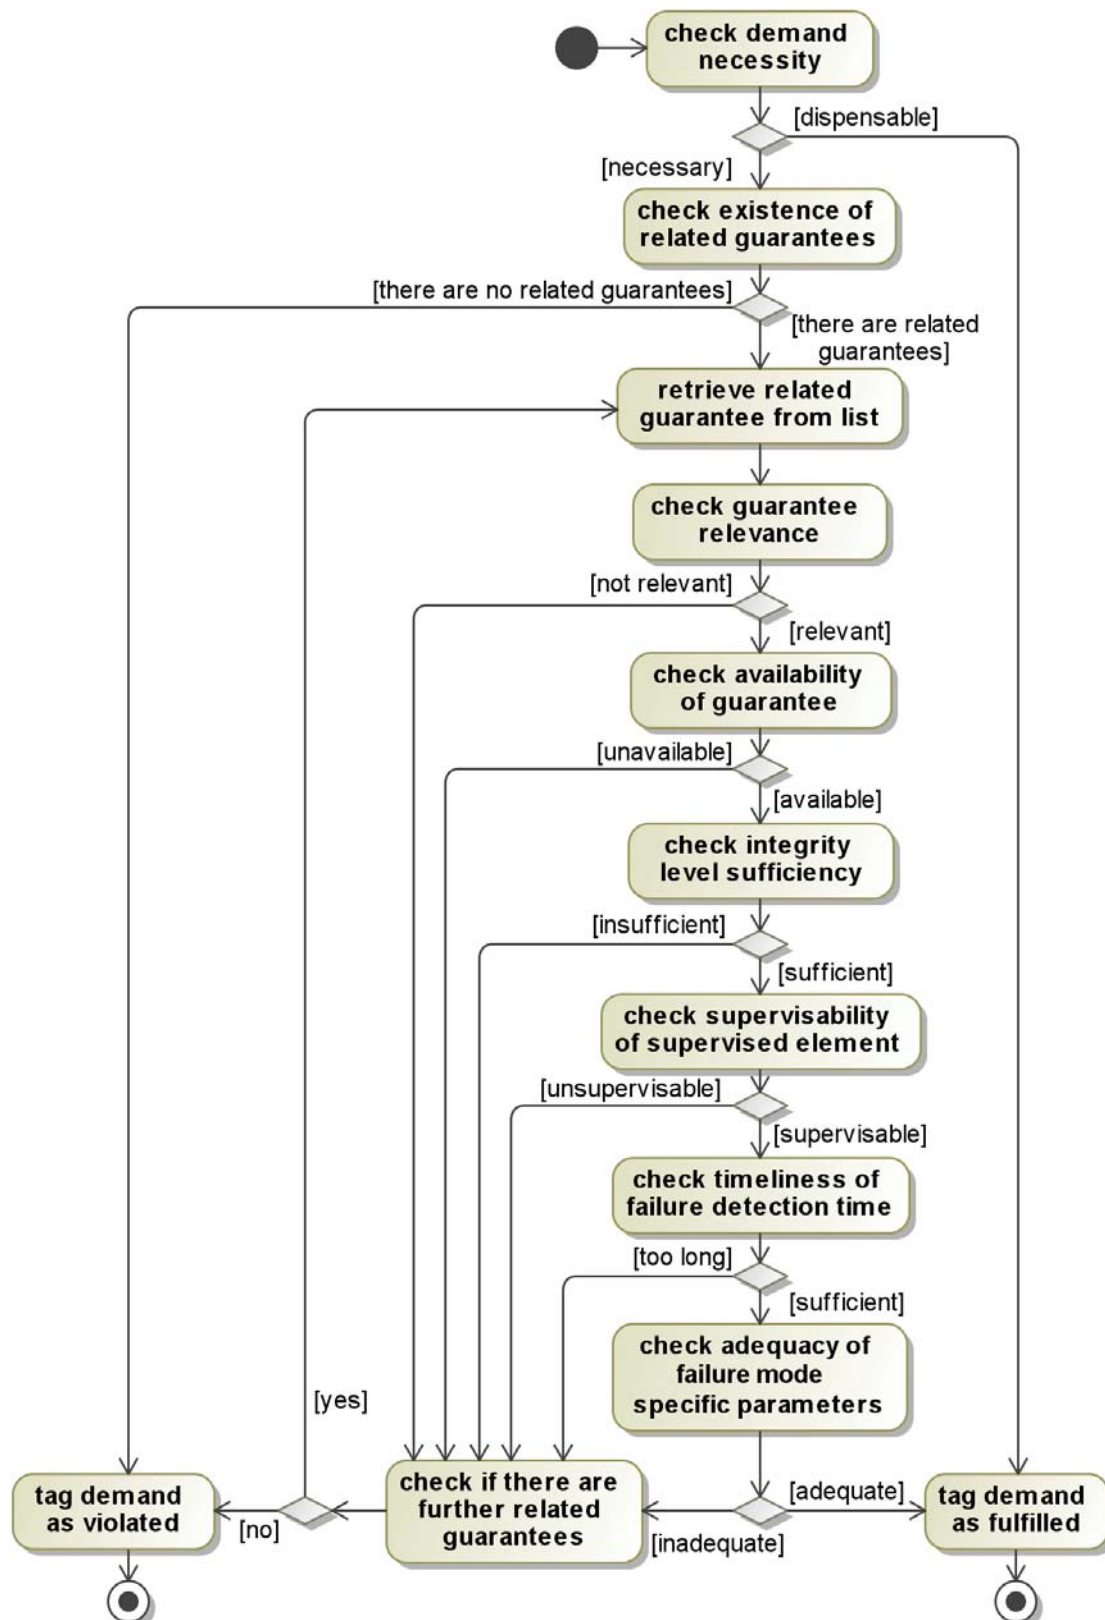 check demand
necessity
[dispensable]
[necessary]
check existence of
related guarantees
[there are no related guarantees]
[there are related
guarantees]
retrieve related
guarantee from list
check guarantee
relevance
[not relevant]
[relevant]
check availability
of guarantee
[unavailable]
[available]
check integrity
level sufficiency
[insufficient]
[sufficient]
check supervisability
of supervised element
[unsupervisable]
[supervisable]
check timeliness of
failure detection time
[too long]
[sufficient]
check adequacy of
failure mode
specific parameters
[yes]
tag demand
as violated
[no]
check if there are
further related
guarantees
[adequate]
[inadequate]
tag demand
as fulfilled